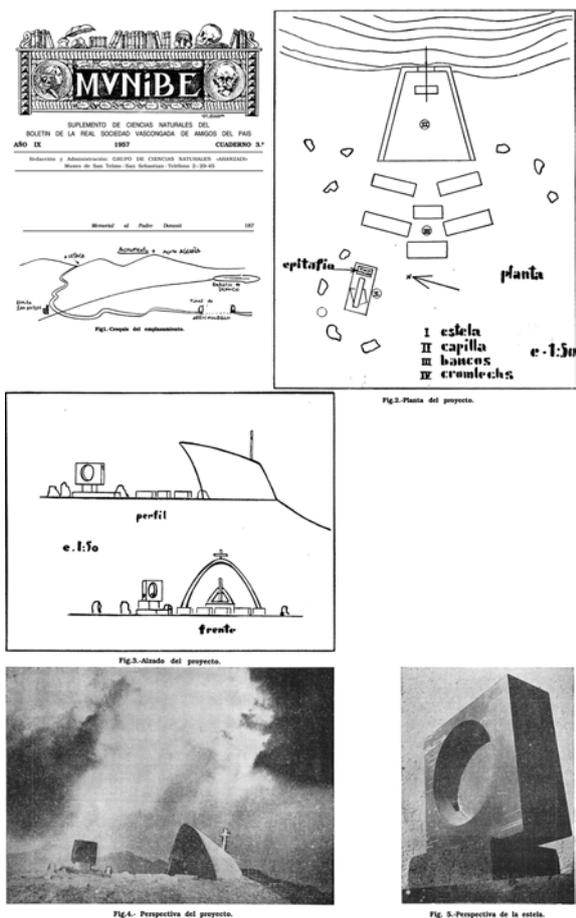 MVNIBE
SUPLEMENTO DE CIENCIAS NATURALES DEL
BOLETIN DE LA REAL SOCIEDAD VASCONGADA DE AMIGOS DEL PAIS
AÑO IX 1957 CUADERNO 3.º
Redacción y Administración: GRUPO DE CIENCIAS NATURALES «ARANZADI»
Museo de San Telmo - San Sebastián - Teléfono 2-29-45
Memorial al Padre Donosti 187
Fig1.-Croquis del emplazamiento.
epitafio
planta
I estela
II capilla
III bancos
IV cromlechs
e-1:50
Fig.2.-Planta del proyecto.
perfil
e.1:50
frente
Fig.3.-Alzado del proyecto.
Fig.4.- Perspectiva del proyecto.
Fig. 5.-Perspectiva de la estela.